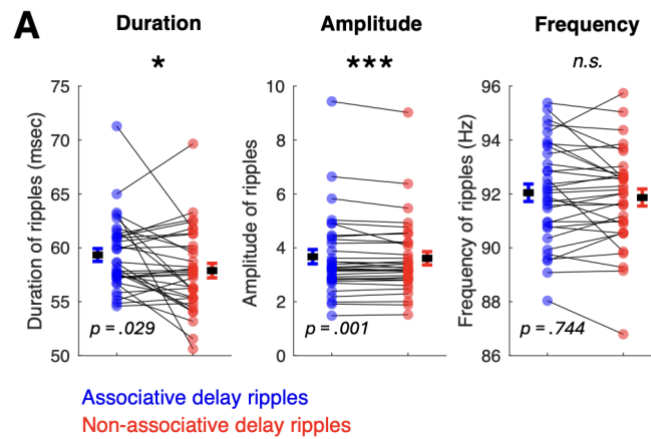 A
Duration
Amplitude
Frequency
*
***
n.s.
Duration of ripples (msec)
75
70
65
60
55
50
p = .029
Amplitude of ripples
10
8
6
4
2
0
p = .001
Frequency of ripples (Hz)
96
94
92
90
88
86
p = .744
Associative delay ripples
Non-associative delay ripples